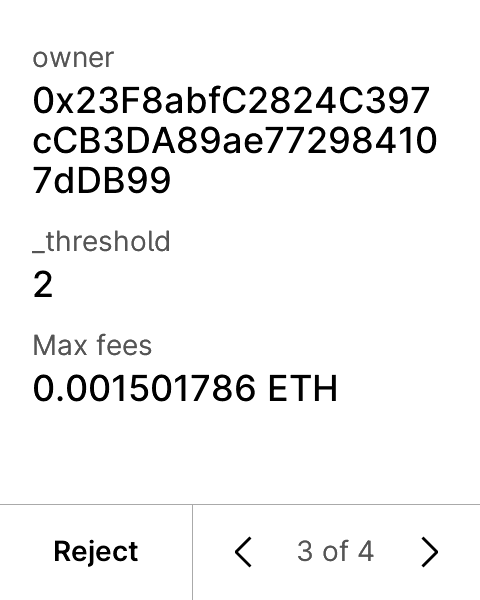 owner
0x23F8abfC2824C397
cCB3DA89ae77298410
7dDB99
_threshold
2
Max fees
0.001501786 ETH
Reject
3 of 4